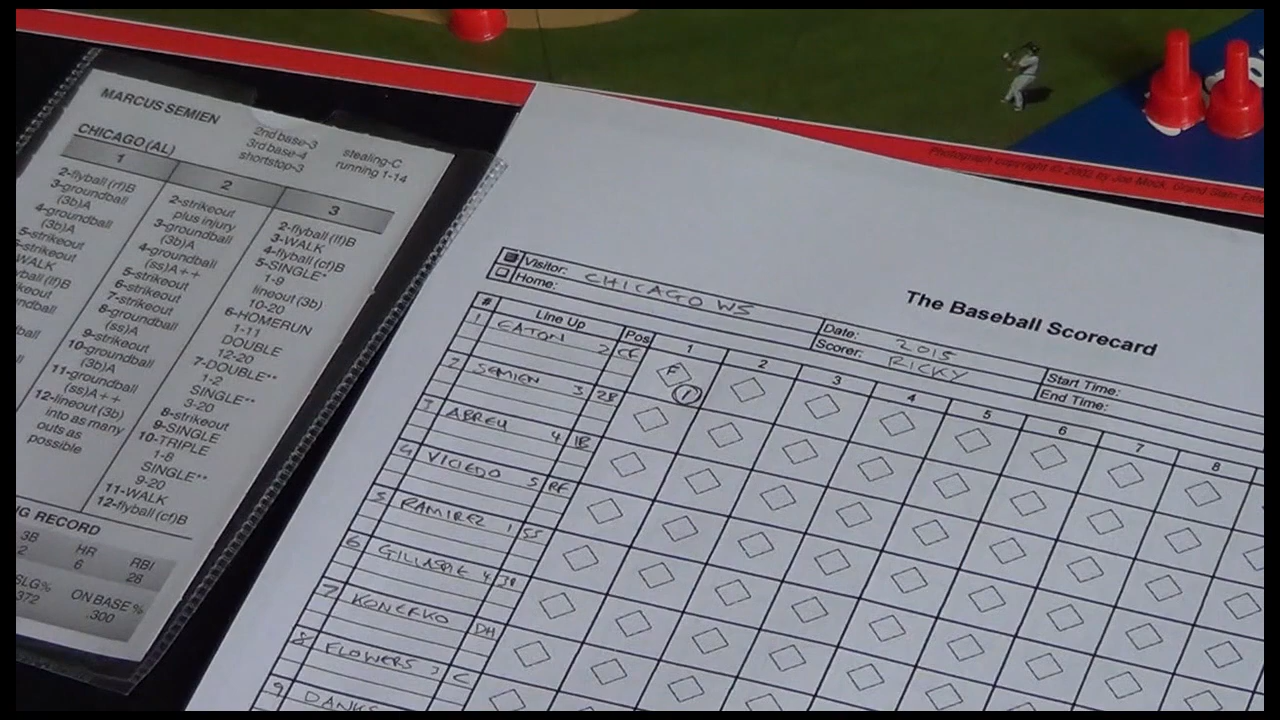 MARCUS SEMIEN
CHICAGO (AL)
2nd base-3
3rd base-4
shortstop-3
stealing-C
running 1-14
1
2-flyball (rf)B
3-groundball
(3b)A
4-groundball
(3b)A
5-strikeout
strikeout
WALK
2
2-strikeout
plus injury
3-groundball
(3b)A
4-groundball
(ss)A++
5-strikeout
6-strikeout
7-strikeout
8-groundball
(ss)A
9-strikeout
10-groundball
(3b)A
11-groundball
(ss)A++
12-lineout (3b)
into as many
outs as
possible
3
2-flyball (lf)B
3-WALK
4-flyball (cf)B
5-SINGLE*
1-9
lineout (3b)
10-20
6-HOMERUN
1-11
DOUBLE
12-20
7-DOUBLE**
1-2
SINGLE**
3-20
8-strikeout
9-SINGLE
10-TRIPLE
1-8
SINGLE**
9-20
11-WALK
12-flyball (cf)B
RECORD
3B HR RBI
2 6 28
SLG% ON BASE %
.372 .300
Photograph copyright © 2002 by Joe Mock, Grand Slam
The Baseball Scorecard
Visitor: CHICAGO WS
Home:
Date: 2015
Scorer: RICKY
Start Time:
End Time:
# Line Up Pos 1 2 3 4 5 6 7 8
1 EATON 2 CF F 1
2 SEMIEN 3 2B
3 ABREU 4 1B
4 VICIEDO 5 RF
5 RAMIREZ 1 SS
6 GILLASPIE 4 3B
7 KONERKO DH
8 FLOWERS C
9 DANKS